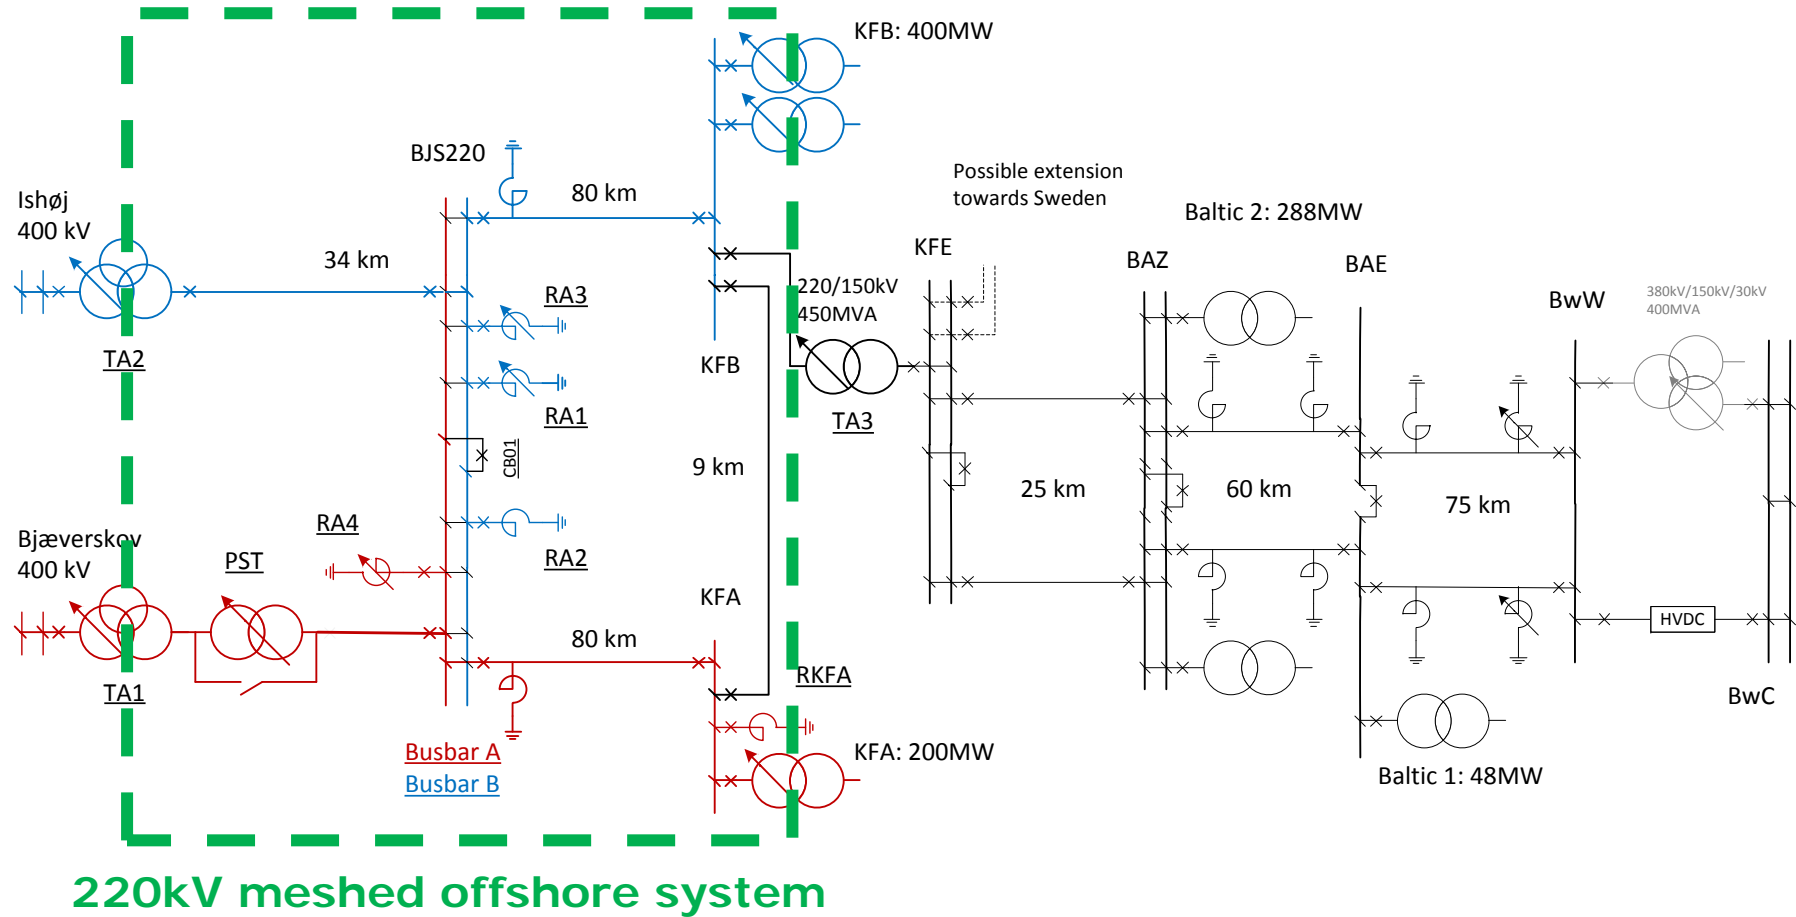 KFB: 400MW
BJS220
80 km
Possible extension
towards Sweden
Ishøj
400 kV
Baltic 2: 288MW
34 km
KFE
BAZ
BAE
RA3
220/150kV
450MVA
BwW
380kV/150kV/30kV
400MVA
TA2
KFB
RA1
TA3
CB01
9 km
25 km
60 km
75 km
RA4
Bjæverskov
400 kV
PST
RA2
KFA
HVDC
80 km
TA1
RKFA
BwC
Busbar A
Busbar B
KFA: 200MW
Baltic 1: 48MW
220kV meshed offshore system